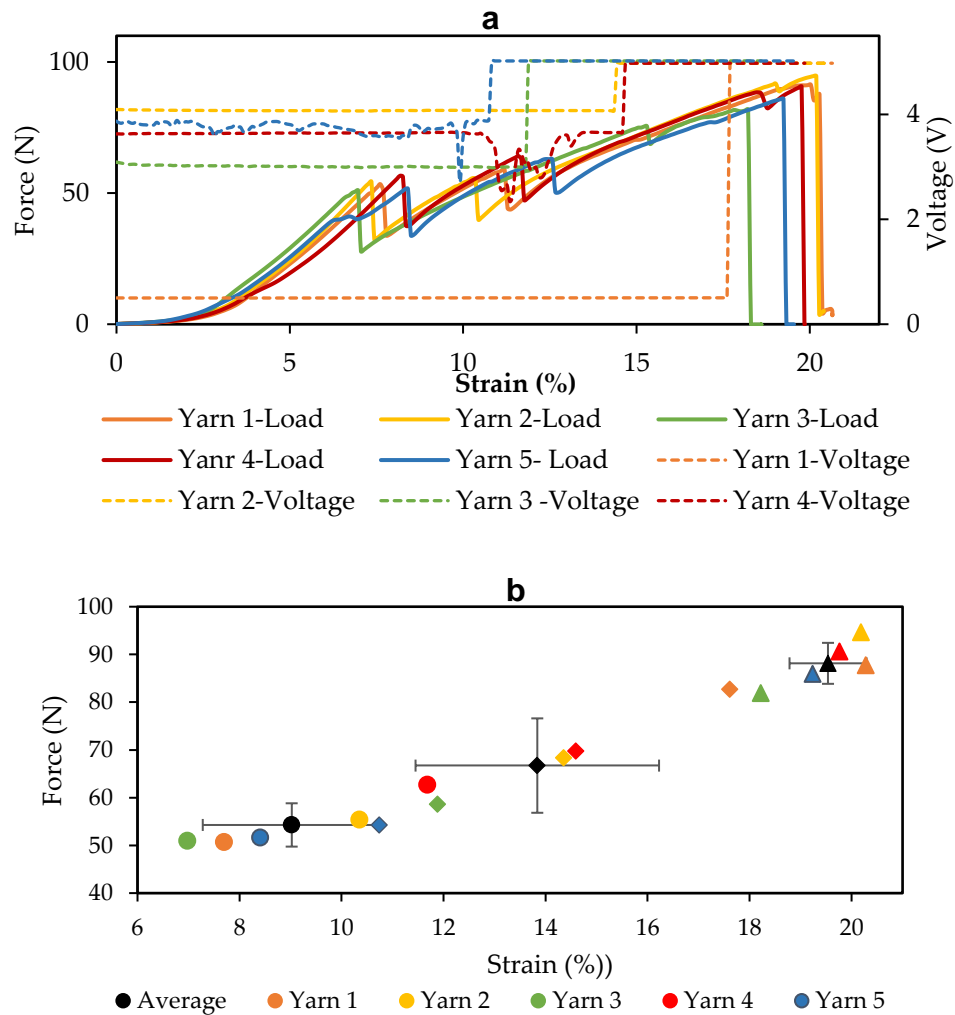 a
Force (N)
100
50
0
4
2
0
Voltage (V)
0 5 10 15 20
Strain (%)
Yarn 1-Load Yarn 2-Load Yarn 3-Load
Yanr 4-Load Yarn 5- Load Yarn 1-Voltage
Yarn 2-Voltage Yarn 3 -Voltage Yarn 4-Voltage
b
Force (N)
100
90
80
70
60
50
40
6 8 10 12 14 16 18 20
Strain (%))
Average Yarn 1 Yarn 2 Yarn 3 Yarn 4 Yarn 5